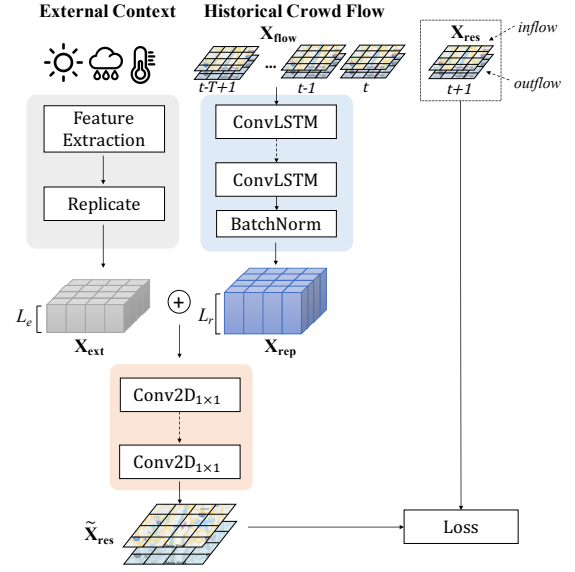 External Context
Historical Crowd Flow
X_flow
X_res
inflow
outflow
t-T+1
...
t-1
t
t+1
Feature
Extraction
Replicate
ConvLSTM
ConvLSTM
BatchNorm
L_e
+
L_r
X_ext
X_rep
Conv2D_1×1
Conv2D_1×1
X̃_res
Loss